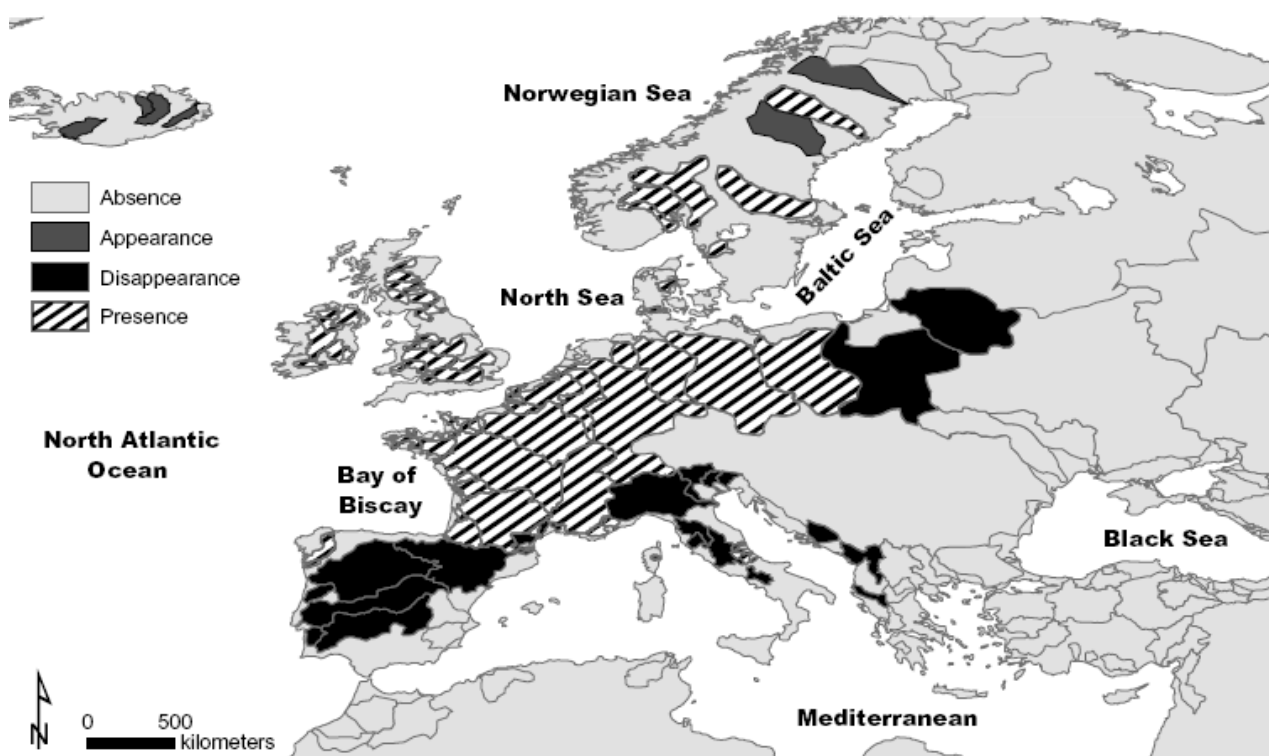 Norwegian Sea
Absence
Appearance
Disappearance
Presence
North Sea
Baltic Sea
North Atlantic
Ocean
Bay of
Biscay
Black Sea
Mediterranean
N
0 500
kilometers